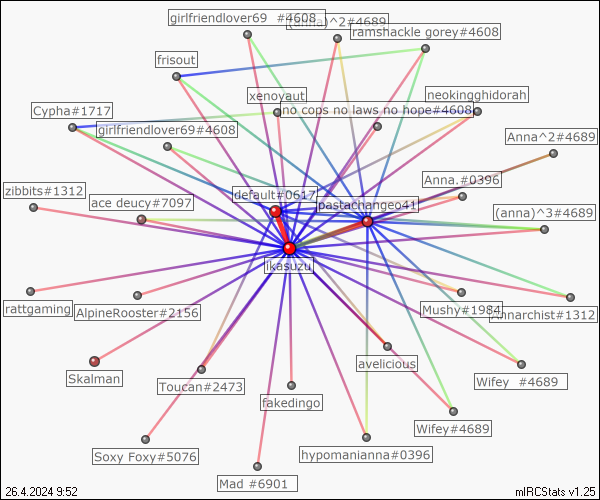 girlfriendlover69  #4608
(anna)^2#4689
ramshackle gorey#4608
frisout
xenoyaut
neokingghidorah
Cypha#1717
no cops no laws no hope#4608
girlfriendlover69#4608
Anna^2#4689
zibbits#1312
default#0617
Anna.#0396
ace deucy#7097
pastachangeo41
(anna)^3#4689
ikasuzu
rattgaming
AlpineRooster#2156
Mushy#1984
Annarchist#1312
avelicious
Skalman
Toucan#2473
Wifey  #4689
fakedingo
Wifey#4689
Soxy Foxy#5076
hypomanianna#0396
Mad #6901
26.4.2024 9:52
mIRCStats v1.25